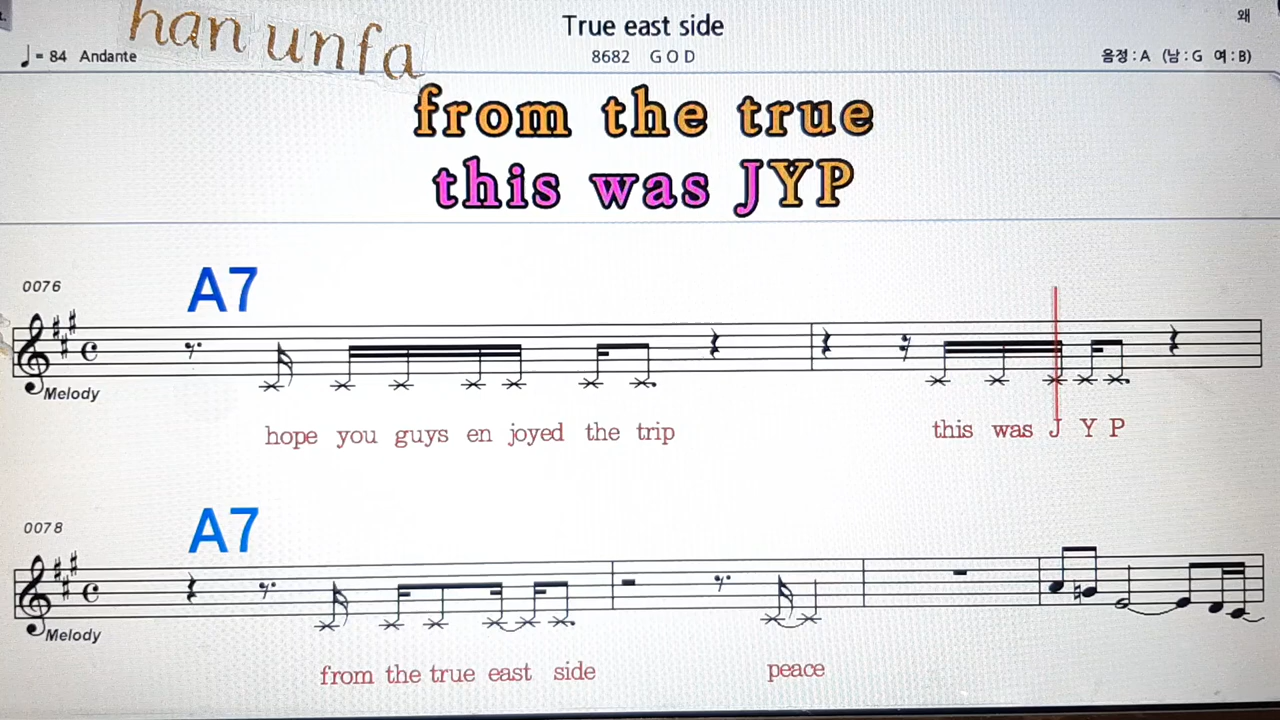 han unfa
True east side
왜
♩ = 84 Andante
8682 G O D
음정 : A (남 : G 여 : B)
from the true
this was JYP
0076
A7
Melody
hope you guys en joyed the trip this was J Y P
0078
A7
Melody
from the true east side peace